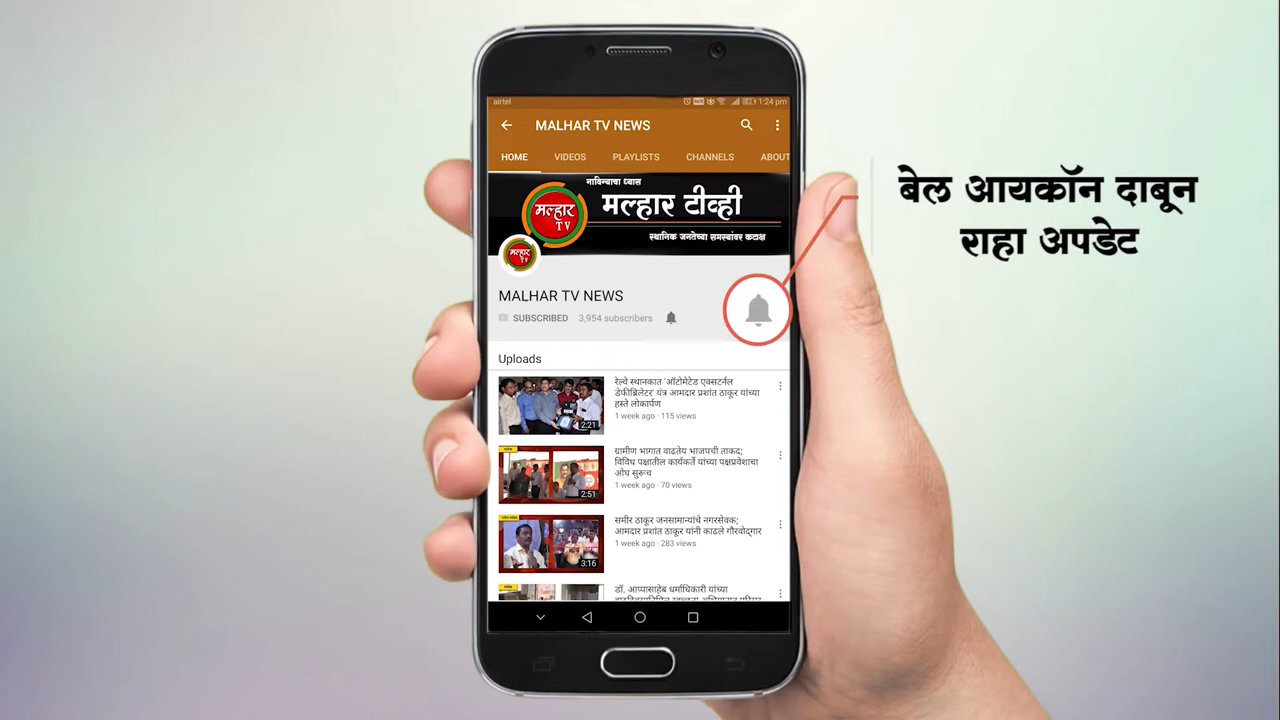 airtel 1:24 pm
MALHAR TV NEWS
HOME VIDEOS PLAYLISTS CHANNELS ABOUT
नाविन्याचा ध्यास
मल्हार टीव्ही
मल्हार
TV
स्थानिक जनतेच्या समस्यांवर कटाक्ष
मल्हार
TV
MALHAR TV NEWS
SUBSCRIBED 3,954 subscribers
बेल आयकॉन दाबून
राहा अपडेट
Uploads
रेल्वे स्थानकात 'ऑटोमेटेड एक्सटर्नल
डेफीब्रिलेटर' यंत्र आमदार प्रशांत ठाकूर यांच्या
हस्ते लोकार्पण
1 week ago · 115 views
2:21
ग्रामीण भागात वाढतेय भाजपची ताकद;
विविध पक्षातील कार्यकर्ते यांच्या पक्षप्रवेशाचा
ओघ सुरूच
1 week ago · 70 views
2:51
समीर ठाकूर जनसामान्यांचे नगरसेवक;
आमदार प्रशांत ठाकूर यांनी काढले गौरवोद्गार
1 week ago · 283 views
3:16
डॉ. आप्पासाहेब धर्माधिकारी यांच्या